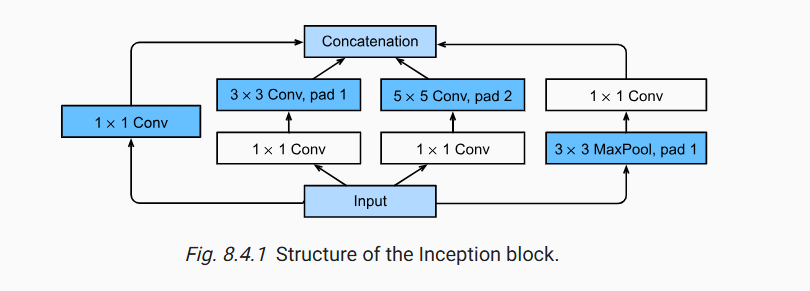 Concatenation
3 × 3 Conv, pad 1
5 × 5 Conv, pad 2
1 × 1 Conv
1 × 1 Conv
1 × 1 Conv
1 × 1 Conv
3 × 3 MaxPool, pad 1
Input
Fig. 8.4.1 Structure of the Inception block.